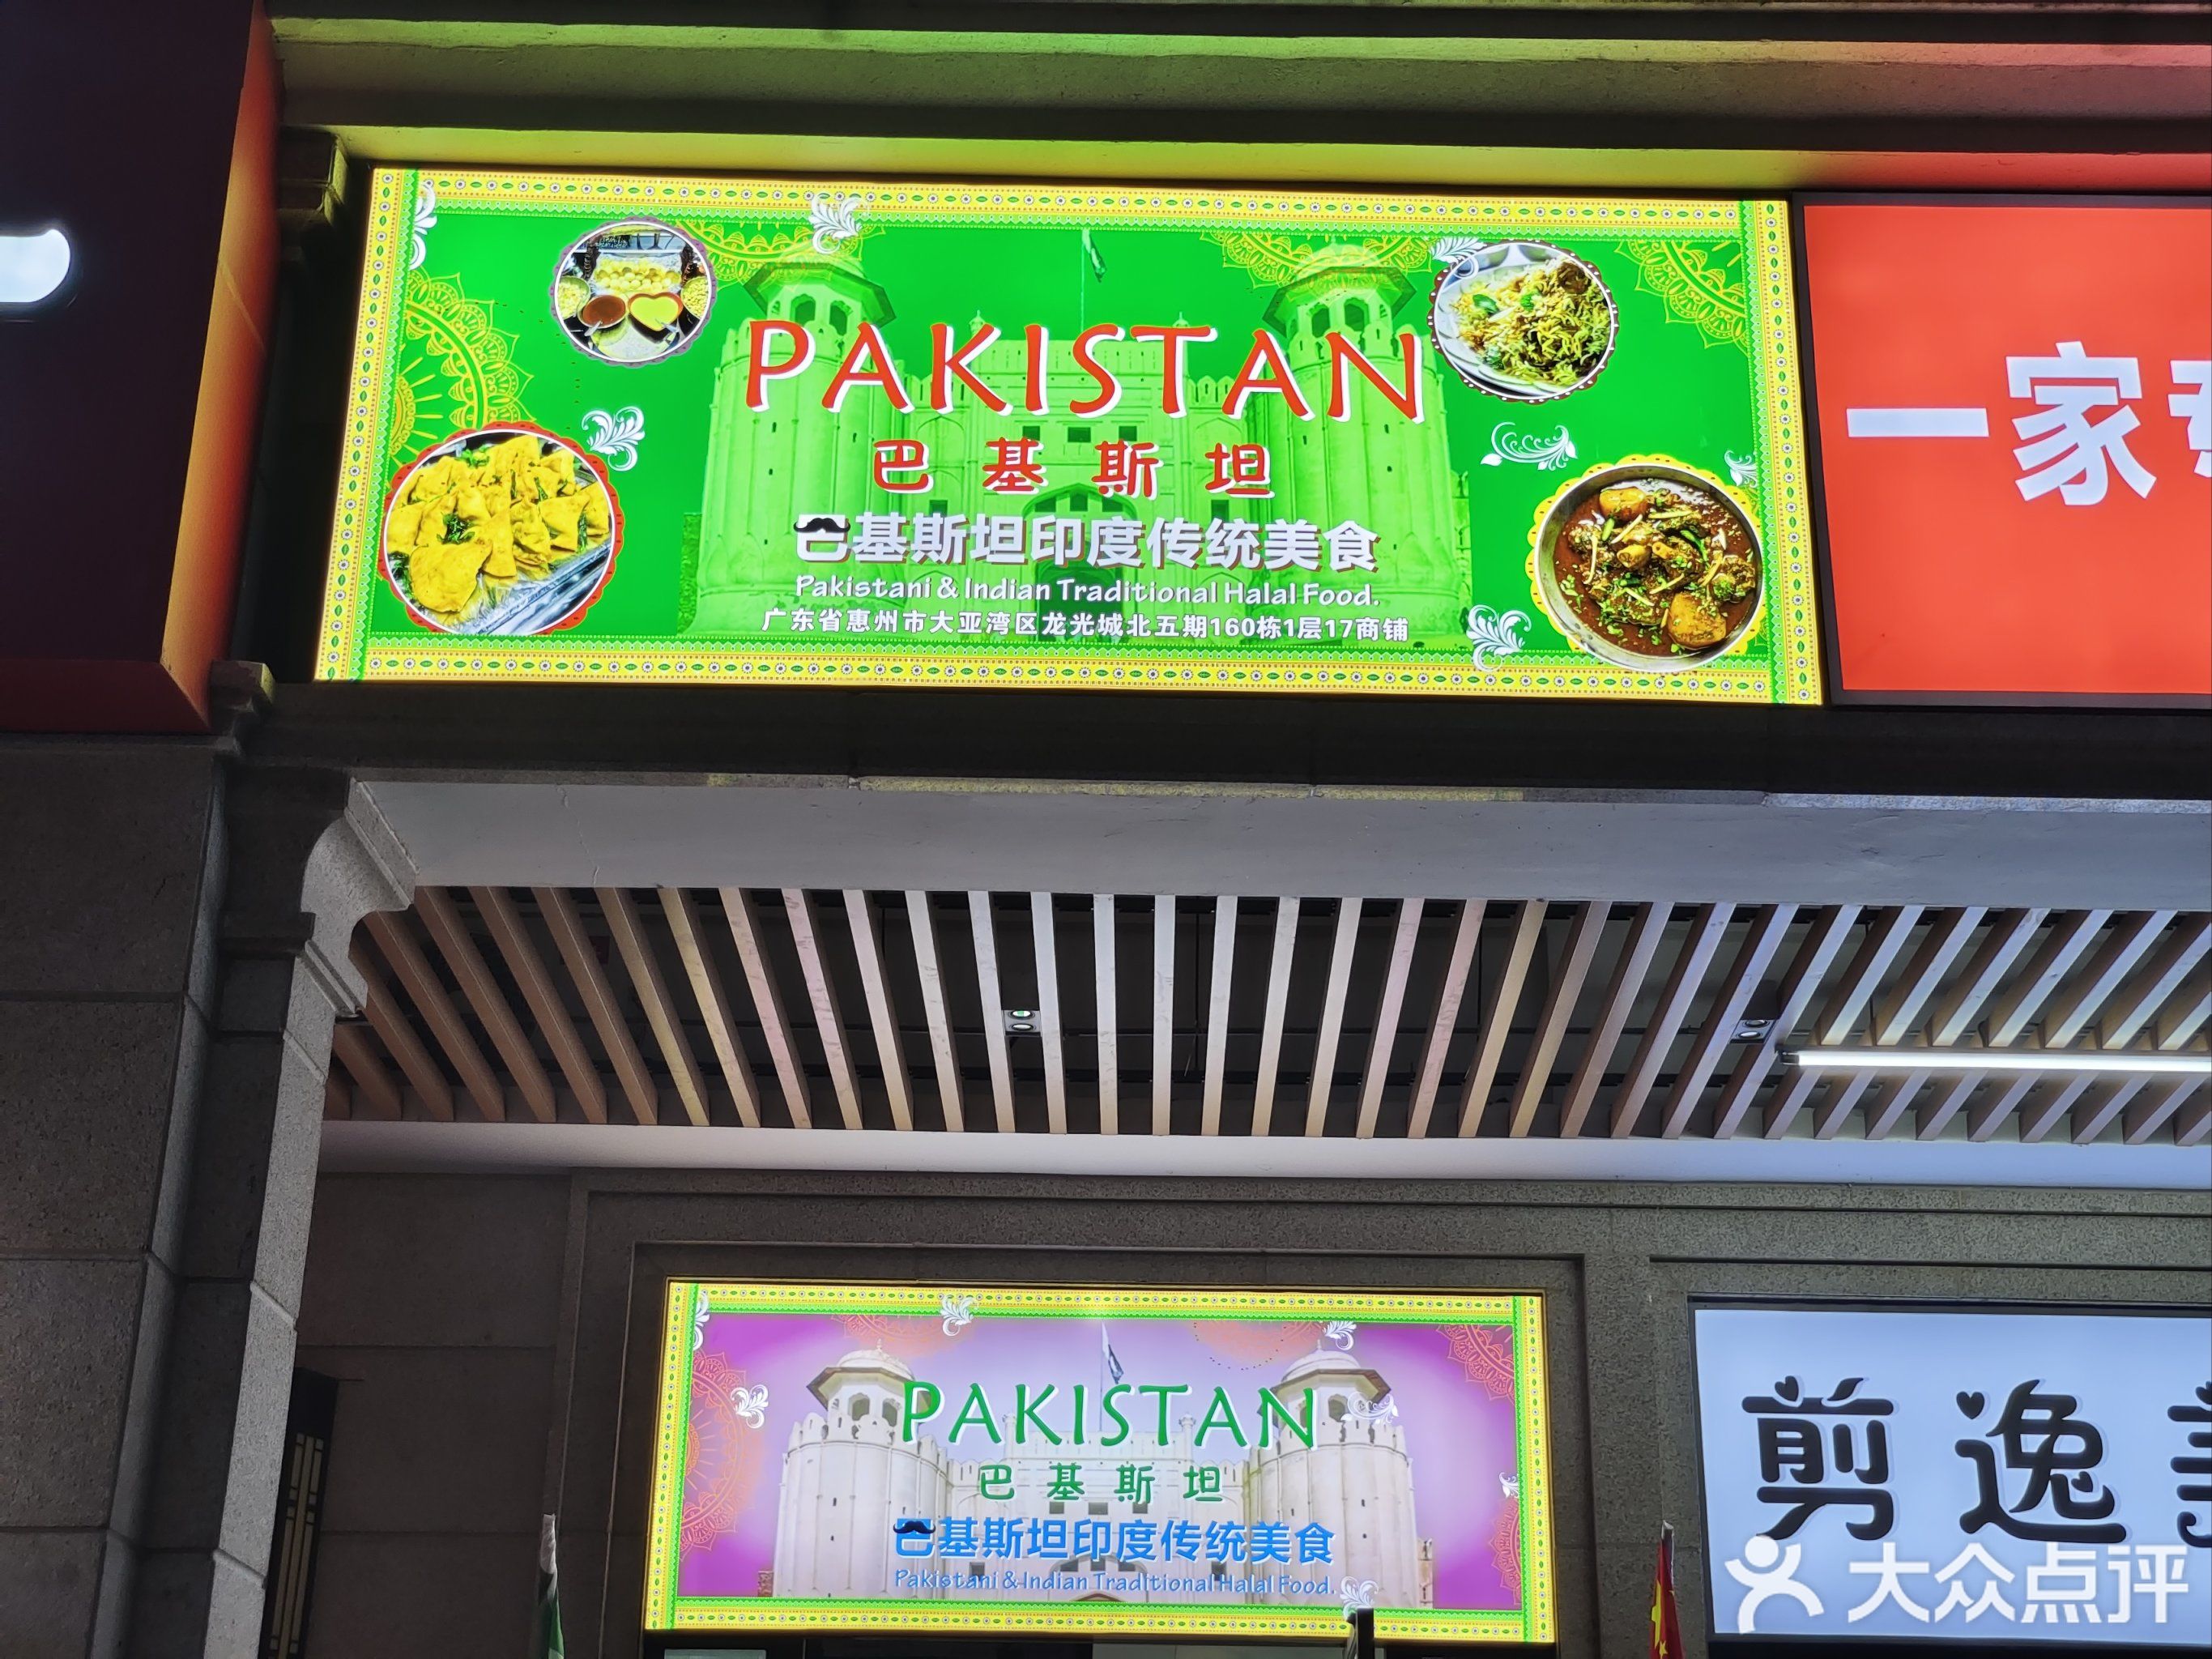 PAKISTAN
巴基斯坦
巴基斯坦印度传统美食
Pakistani & Indian Traditional Halal Food.
广东省惠州市大亚湾区龙光城北五期160栋1层17商铺
一家
PAKISTAN
巴基斯坦
巴基斯坦印度传统美食
Pakistani & Indian Traditional Halal Food.
剪逸
大众点评